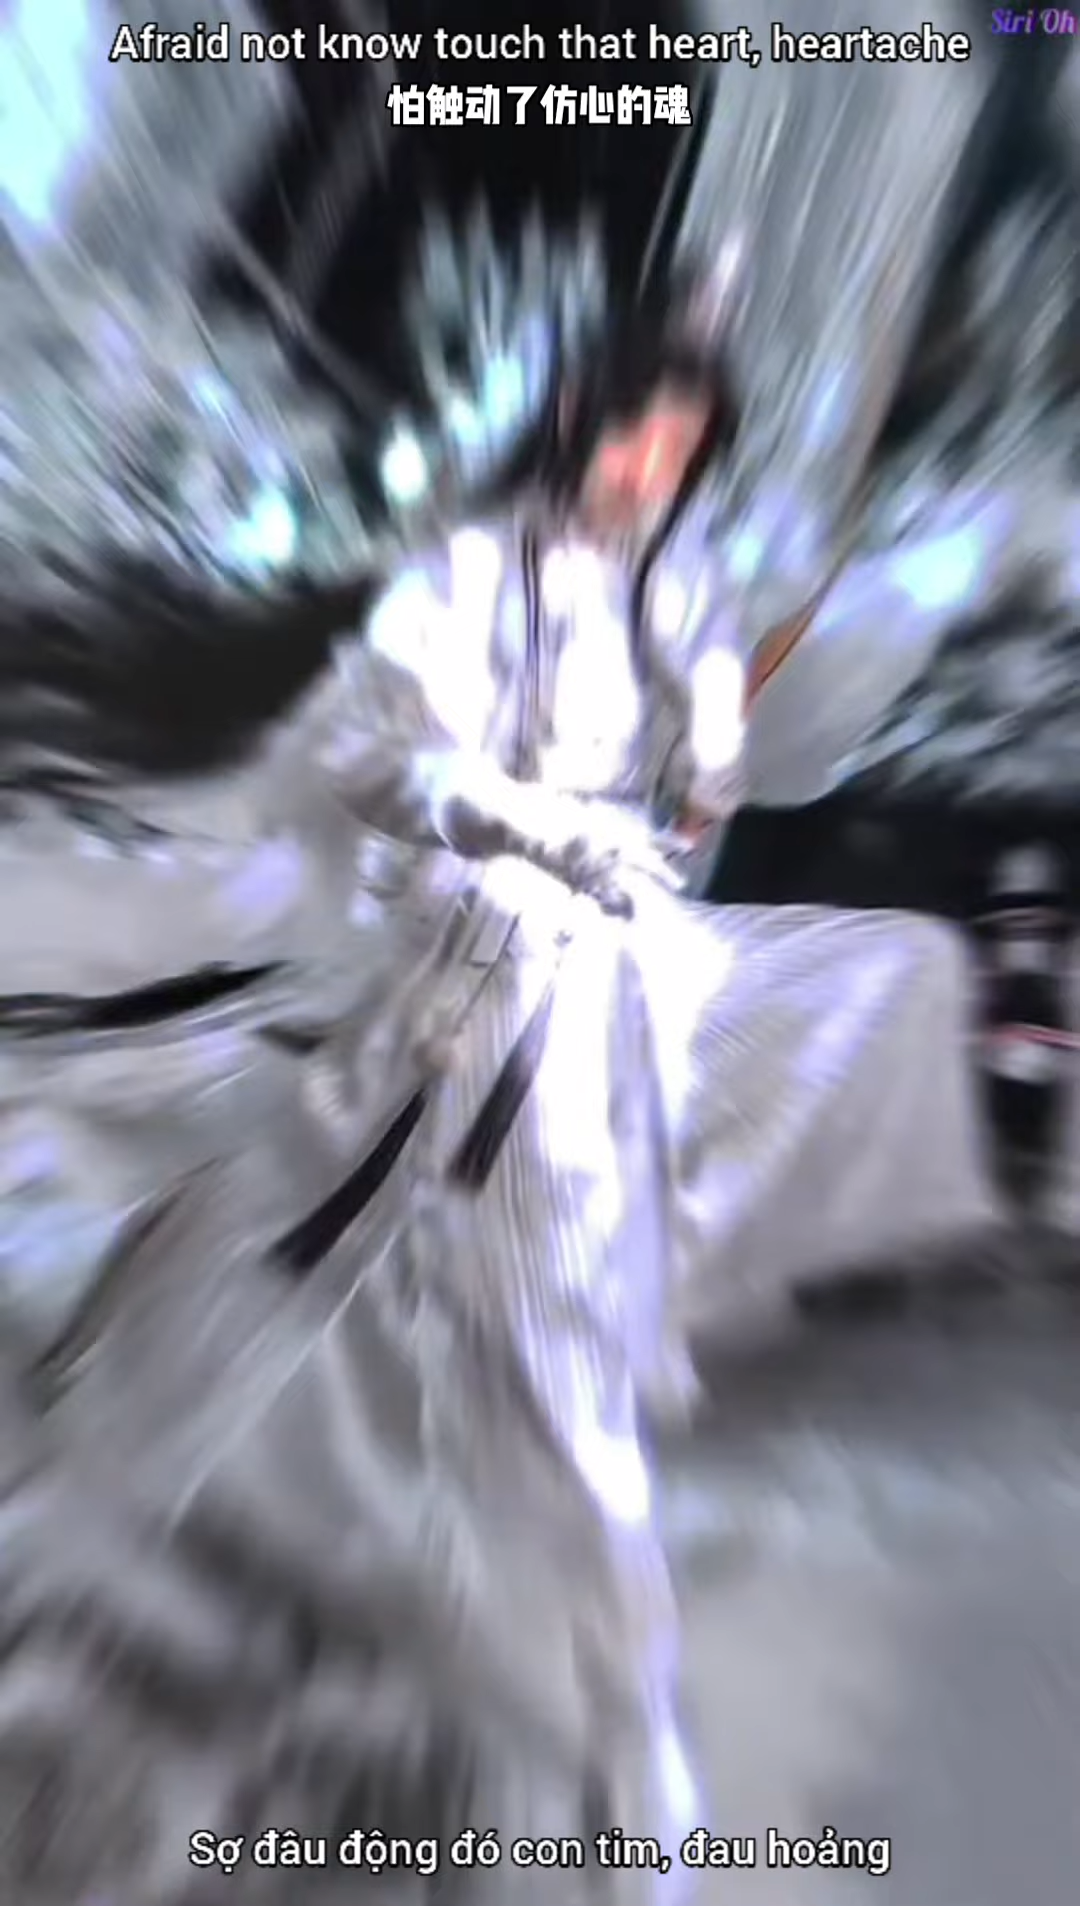 Siri Oh
Afraid not know touch that heart, heartache
怕触动了仿心的魂
Sợ đâu động đó con tim, đau hoảng